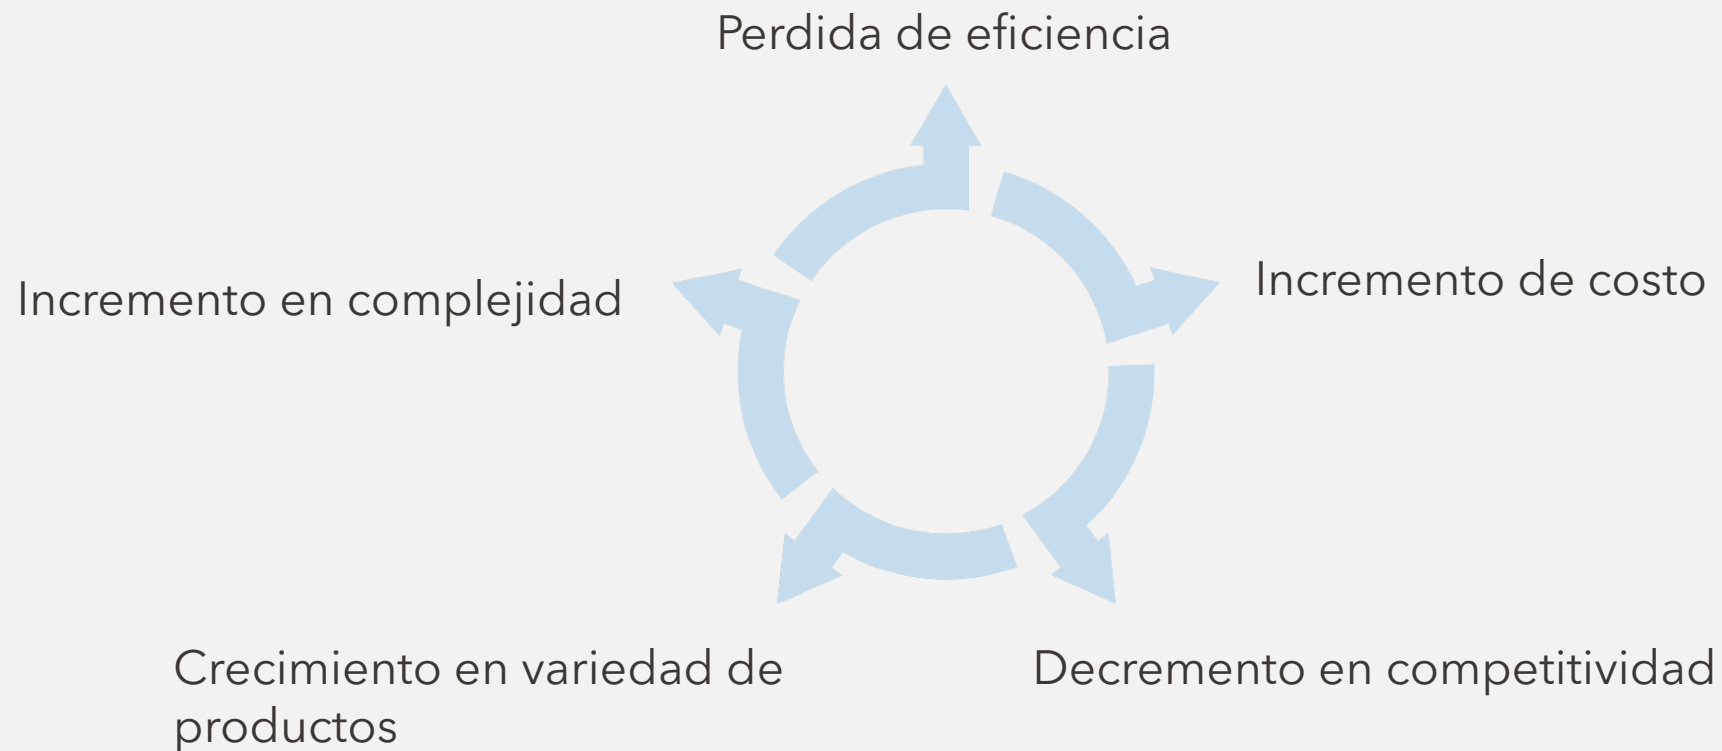 Perdida de eficiencia
Incremento de costo
Incremento en complejidad
Crecimiento en variedad de
productos
Decremento en competitividad